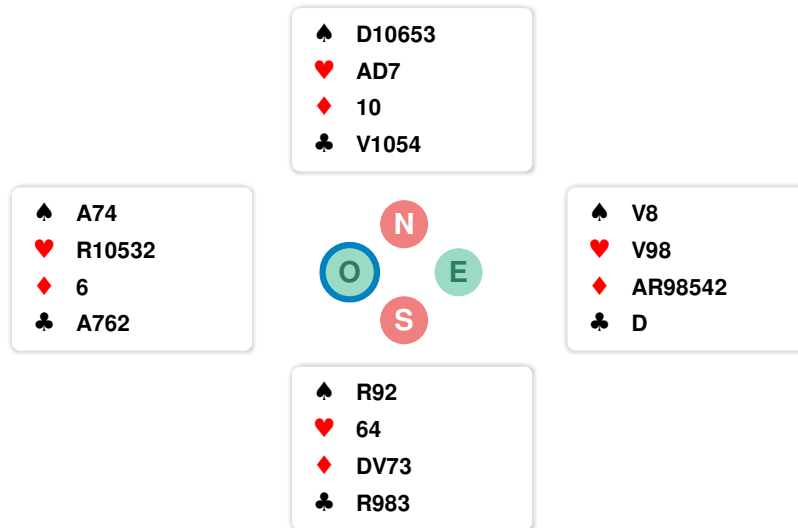 ♠ D10653
♥ AD7
♦ 10
♣ V1054
♠ A74
♥ R10532
♦ 6
♣ A762
N
O E
S
♠ V8
♥ V98
♦ AR98542
♣ D
♠ R92
♥ 64
♦ DV73
♣ R983